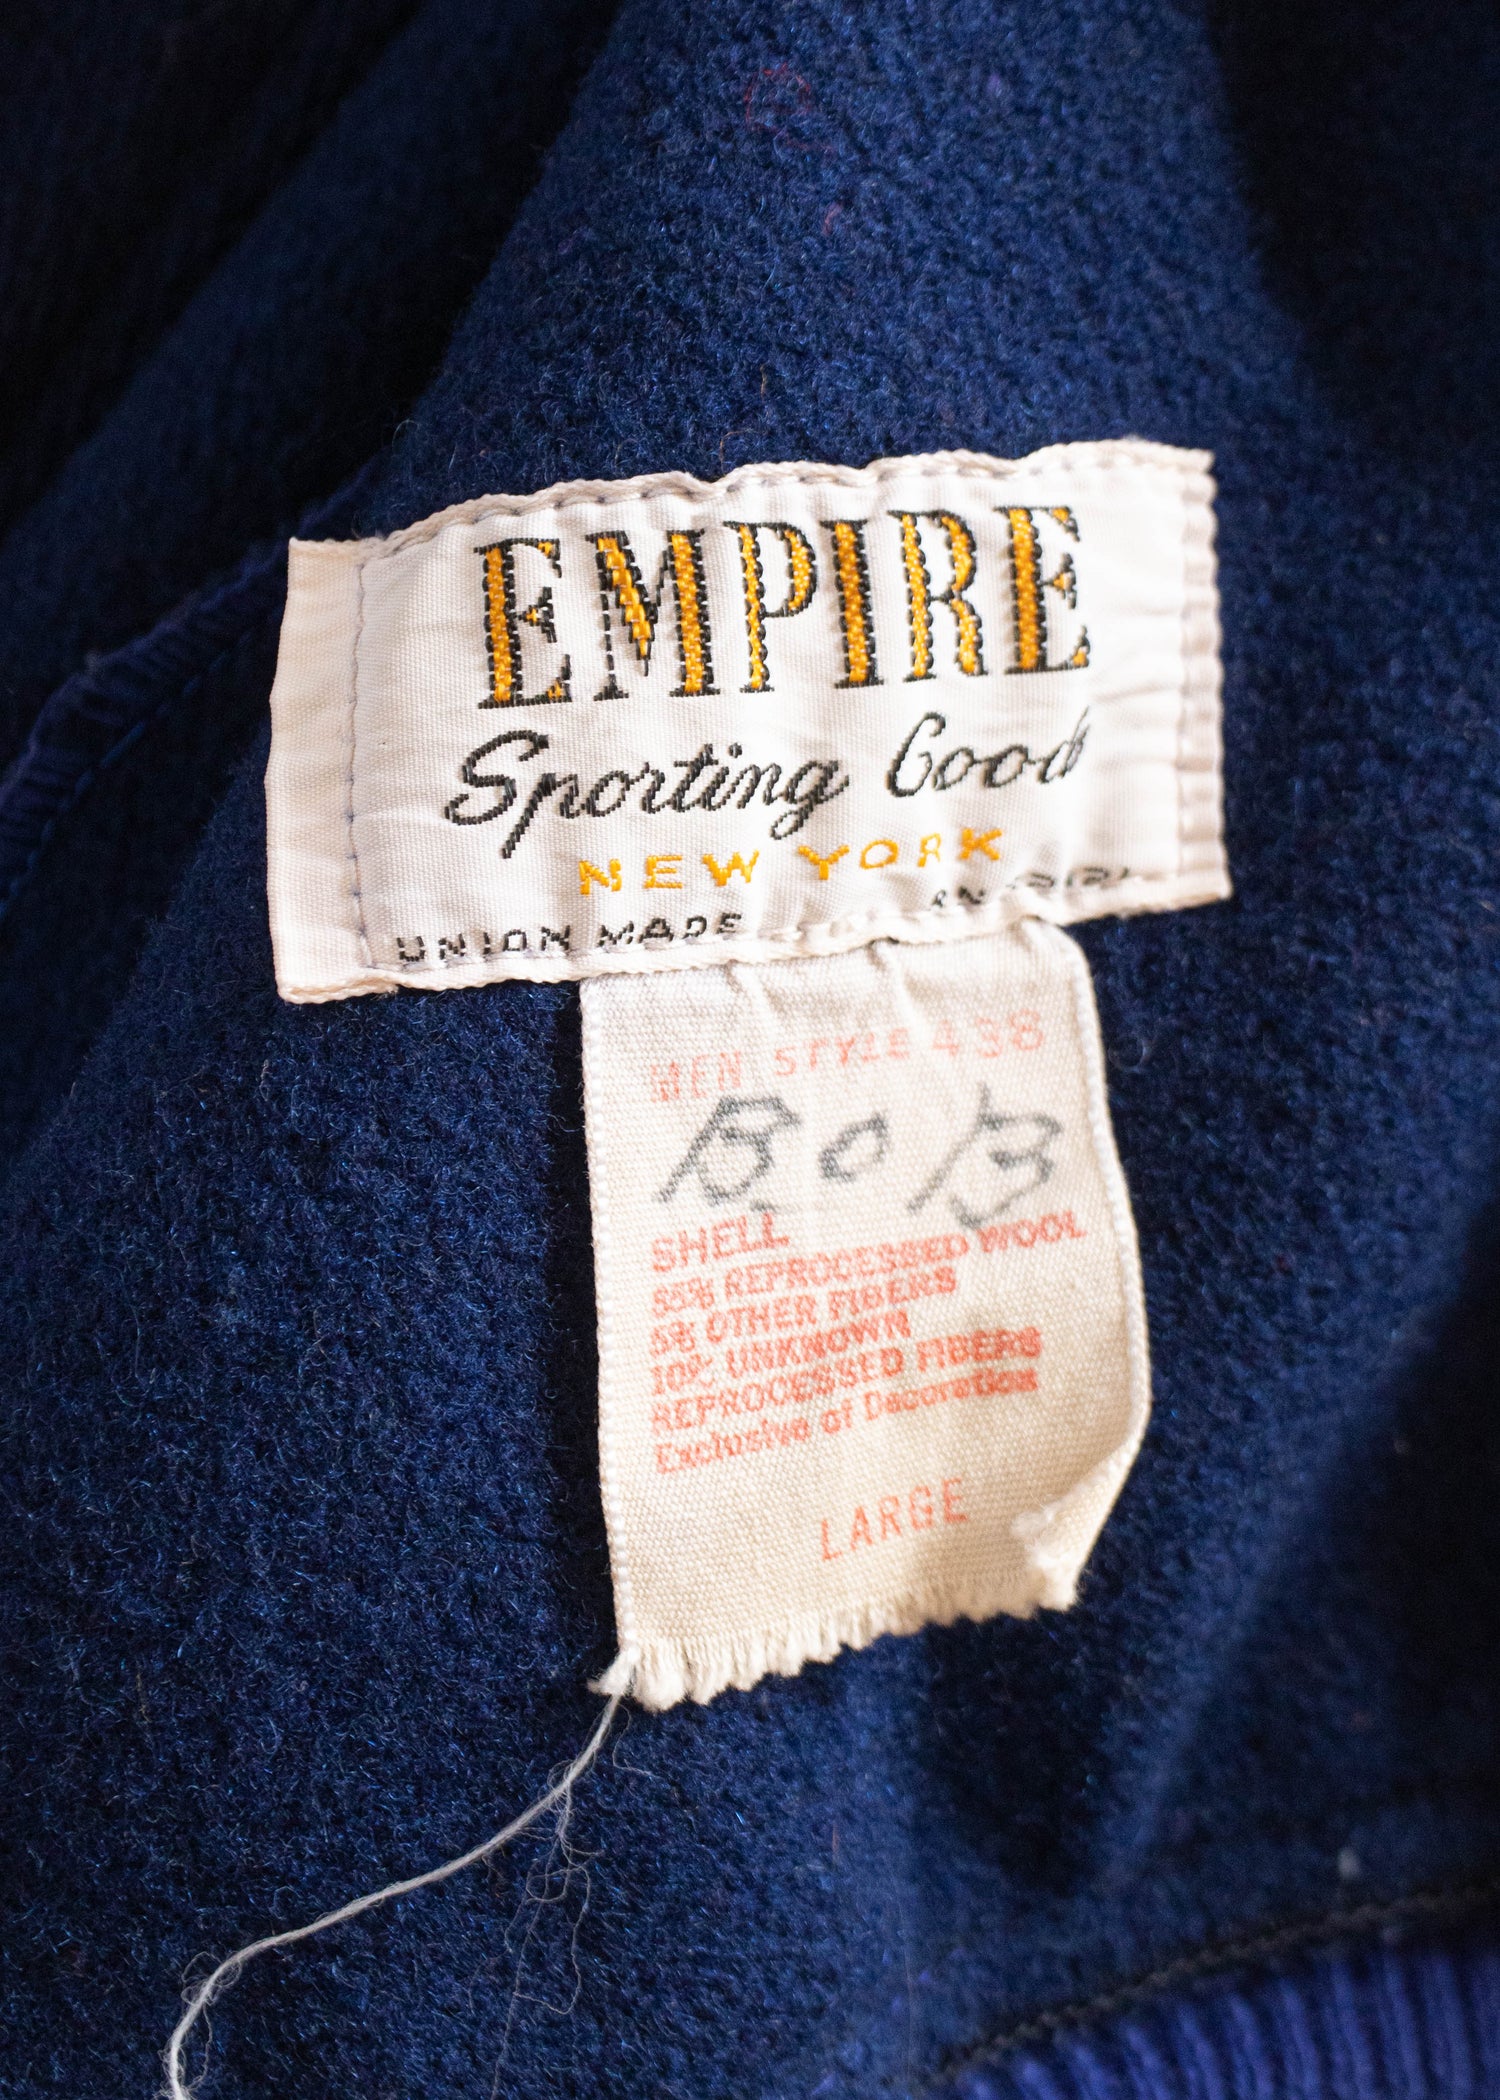 EMPIRE
Sporting Goods
NEW YORK
UNION MADE
MEN STYLE 438
Bob
SHELL
85% REPROCESSED WOOL
5% OTHER FIBERS
10% UNKNOWN
REPROCESSED FIBERS
Exclusive of Decoration
LARGE